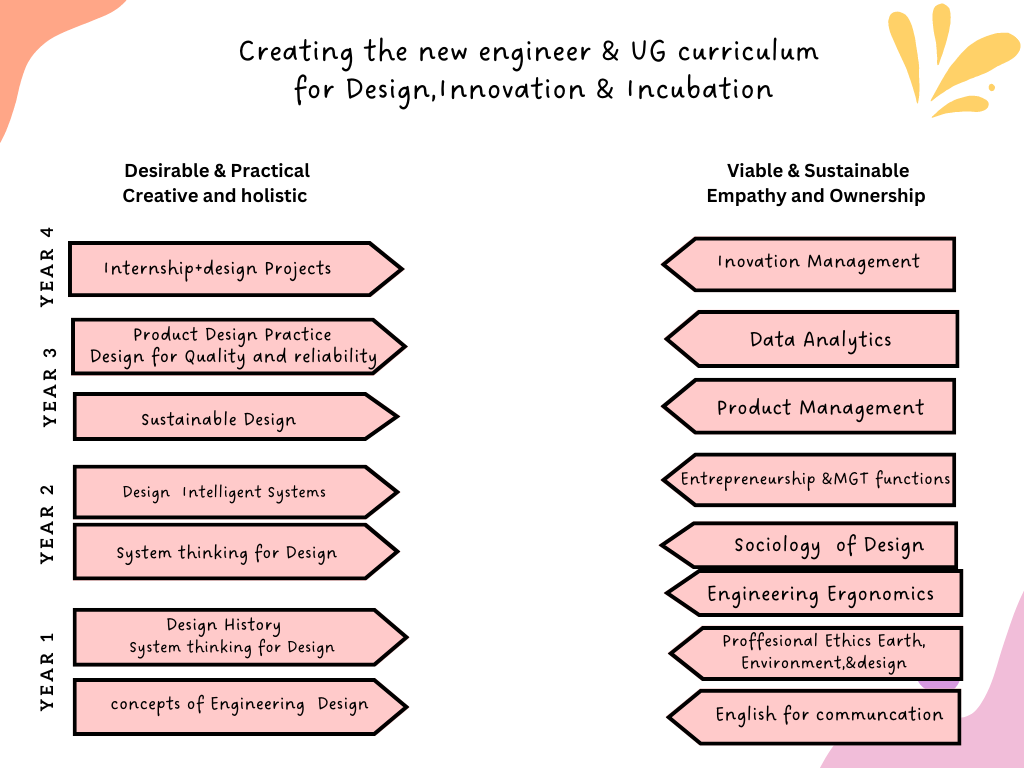 Creating the new engineer & UG curriculum
for Design,Innovation & Incubation
Desirable & Practical
Creative and holistic
Viable & Sustainable
Empathy and Ownership
YEAR 4
Internship+design Projects
Inovation Management
YEAR 3
Product Design Practice
Design for Quality and reliability
Data Analytics
Sustainable Design
Product Management
YEAR 2
Design Intelligent Systems
Entrepreneurship &MGT functions
System thinking for Design
Sociology of Design
Engineering Ergonomics
YEAR 1
Design History
System thinking for Design
Proffesional Ethics Earth,
Environment,&design
concepts of Engineering Design
English for communcation